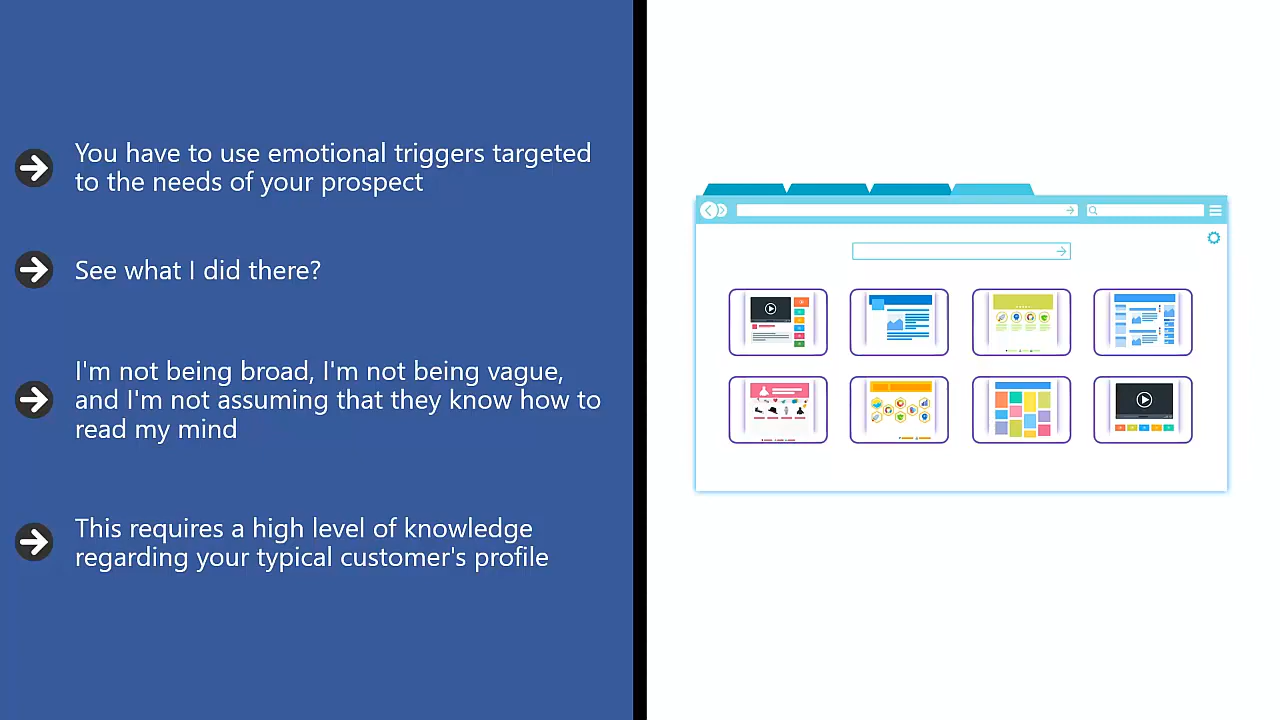 You have to use emotional triggers targeted
to the needs of your prospect
See what I did there?
I'm not being broad, I'm not being vague,
and I'm not assuming that they know how to
read my mind
This requires a high level of knowledge
regarding your typical customer's profile